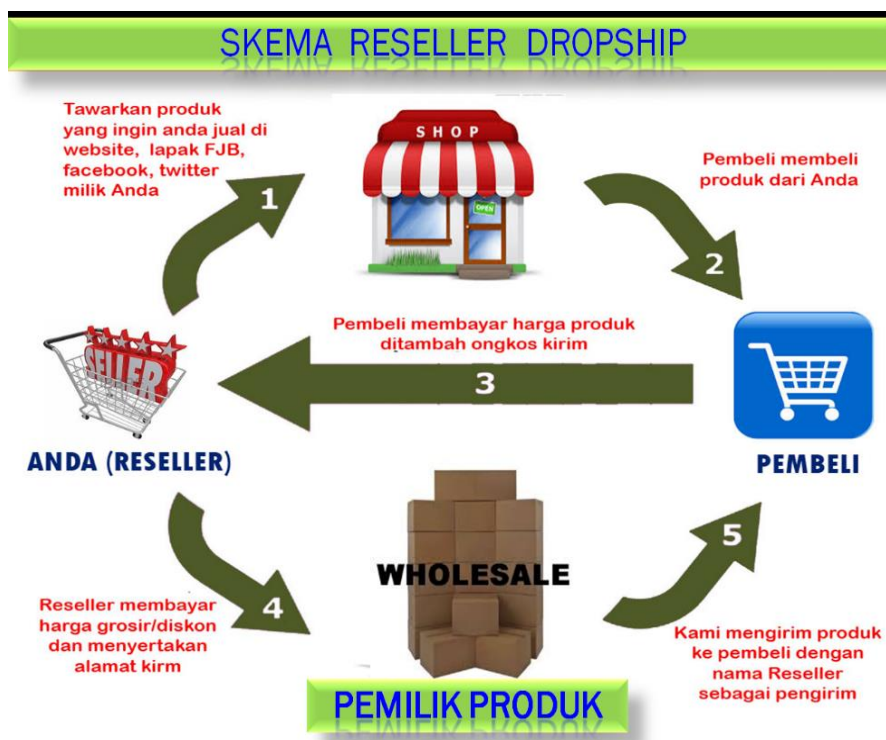 SKEMA RESELLER DROPSHIP
Tawarkan produk
yang ingin anda jual di
website, lapak FJB,
facebook, twitter
milik Anda
1
SHOP
OPEN
Pembeli membeli
produk dari Anda
2
Pembeli membayar harga produk
ditambah ongkos kirim
3
SELLER
ANDA (RESELLER)
PEMBELI
4
Reseller membayar
harga grosir/diskon
dan menyertakan
alamat kirm
WHOLESALE
PEMILIK PRODUK
5
Kami mengirim produk
ke pembeli dengan
nama Reseller
sebagai pengirim